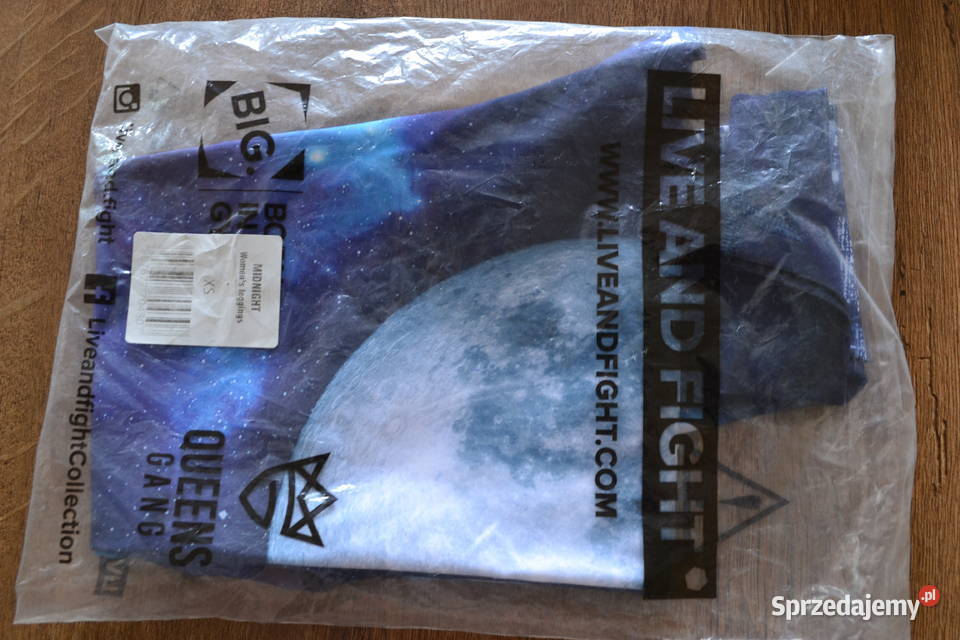 LIVE AND FIGHT
WWW.LIVEANDFIGHT.COM
BIG.
MIDNIGHT
Women's leggings
XS
QUEENS
GANG
LiveandfightCollection
Sprzedajemy.pl